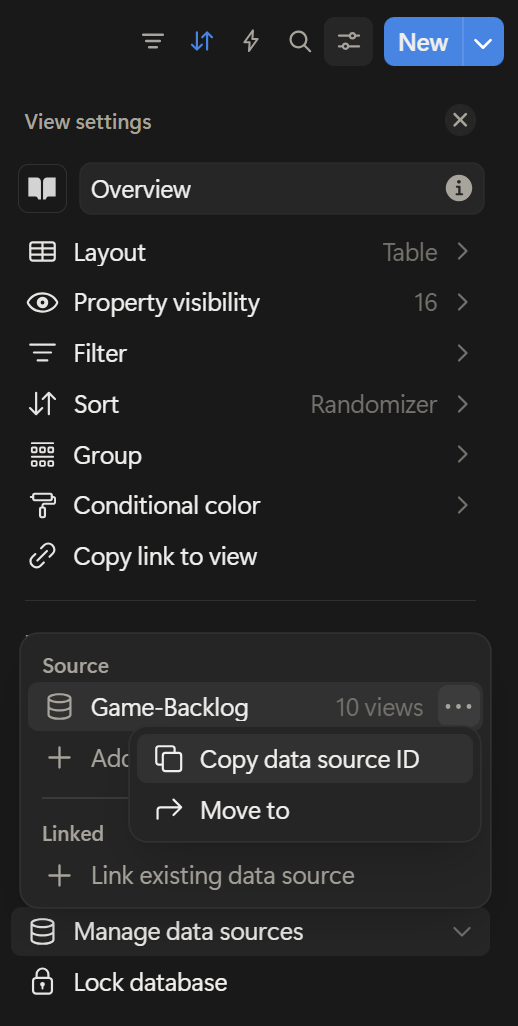 New
View settings
Overview
Layout Table
Property visibility 16
Filter
Sort Randomizer
Group
Conditional color
Copy link to view
Source
Game-Backlog 10 views
Copy data source ID
Move to
Linked
Link existing data source
Manage data sources
Lock database